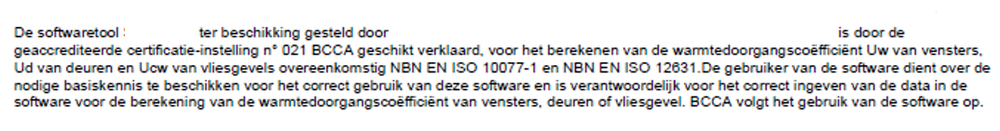 De softwaretool : ter beschikking gesteld door is door de
geaccrediteerde certificatie-instelling n° 021 BCCA geschikt verklaard, voor het berekenen van de warmtedoorgangscoëfficiënt Uw van vensters,
Ud van deuren en Ucw van vliesgevels overeenkomstig NBN EN ISO 10077-1 en NBN EN ISO 12631.De gebruiker van de software dient over de
nodige basiskennis te beschikken voor het correct gebruik van deze software en is verantwoordelijk voor het correct ingeven van de data in de
software voor de berekening van de warmtedoorgangscoëfficiënt van vensters, deuren of vliesgevel. BCCA volgt het gebruik van de software op.